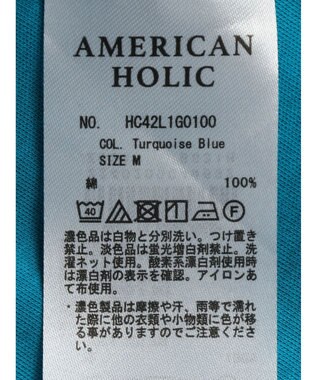 AMERICAN
HOLIC
NO. HC42L1G0100
COL. Turquoise Blue
SIZE M
綿 100%
40
F
濃色品は白物と分別洗い。つけ置き
禁止。淡色品は蛍光増白剤禁止。洗
濯ネット使用。酸素系漂白剤使用時
は漂白剤の表示を確認。アイロンあ
て布使用。
・濃色製品は摩擦や汗、雨等で濡れ
た際に他の衣類や小物類に色が移
る事がありますのでご注意下さい。